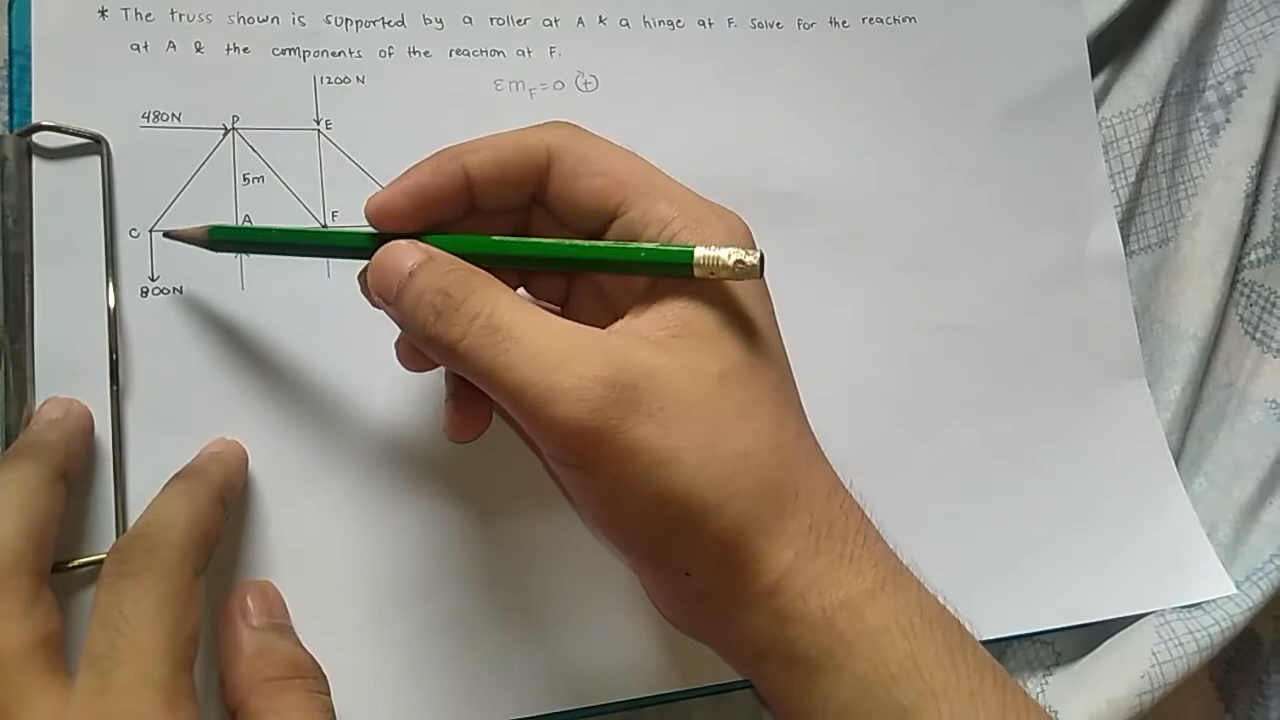 * The truss shown is supported by a roller at A & a hinge at F. Solve for the reaction
at A & the components of the reaction at F.
1200 N
ΣmF=0 (+)
480N
P
E
5m
A
F
C
800N